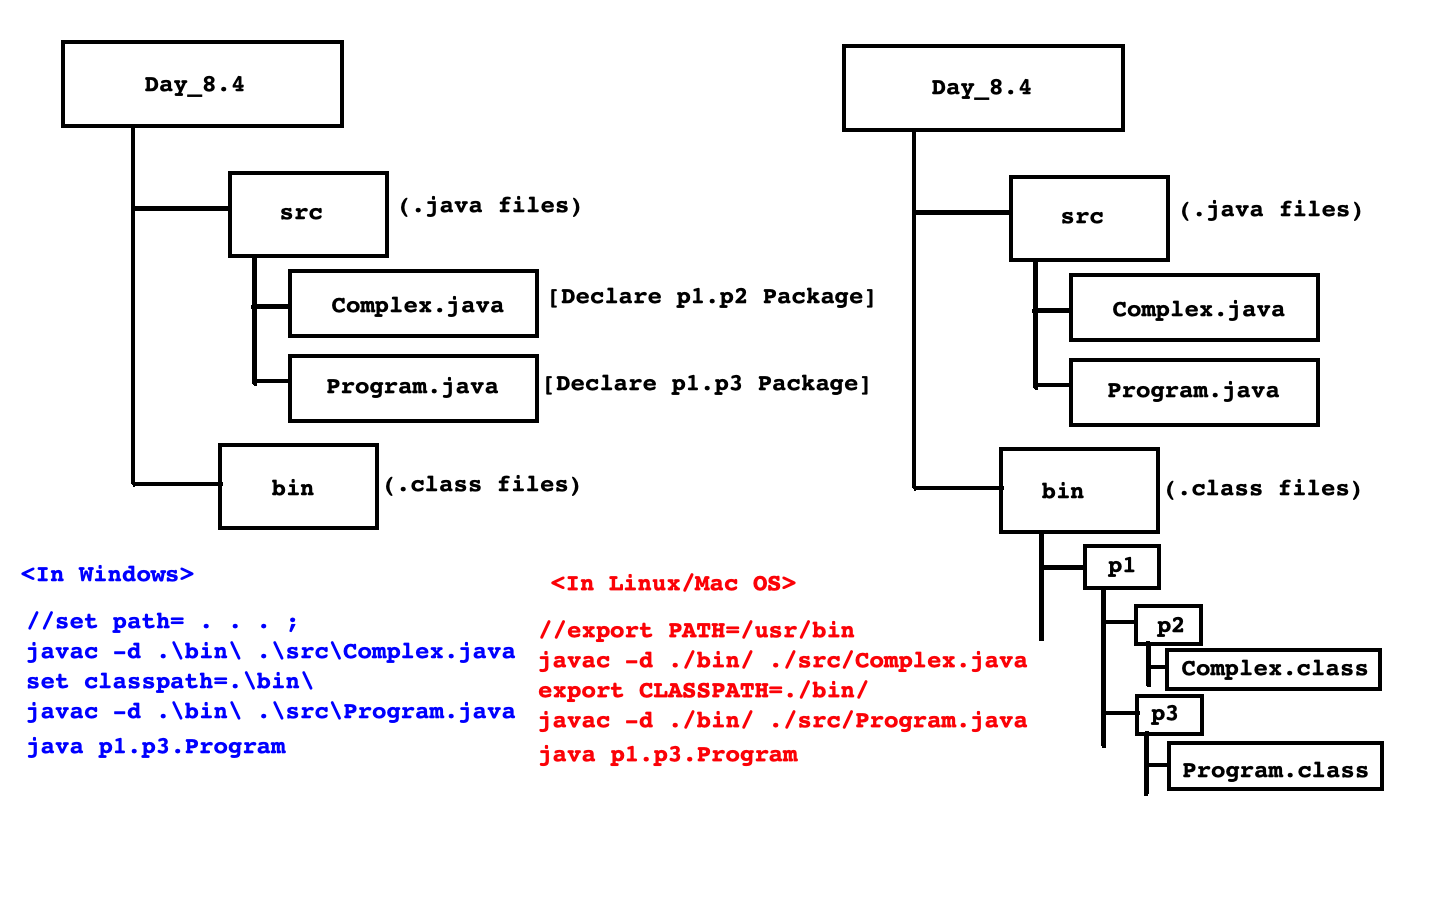 Day_8.4
src
(.java files)
Complex.java
[Declare p1.p2 Package]
Program.java
[Declare p1.p3 Package]
bin
(.class files)
<In Windows>
//set path= . . . ;
javac -d .\bin\ .\src\Complex.java
set classpath=.\bin\
javac -d .\bin\ .\src\Program.java
java p1.p3.Program
<In Linux/Mac OS>
//export PATH=/usr/bin
javac -d ./bin/ ./src/Complex.java
export CLASSPATH=./bin/
javac -d ./bin/ ./src/Program.java
java p1.p3.Program
Day_8.4
src
(.java files)
Complex.java
Program.java
bin
(.class files)
p1
p2
Complex.class
p3
Program.class